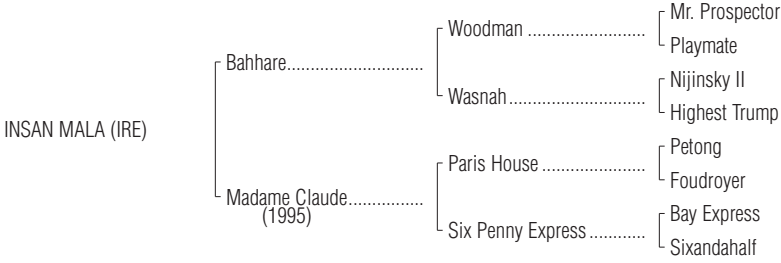 Mr. Prospector
Woodman .........................
Playmate
Bahhare.............................
Nijinsky II
Wasnah.............................
Highest Trump
INSAN MALA (IRE)
Petong
Paris House ......................
Foudroyer
Madame Claude................
(1995)
Bay Express
Six Penny Express............
Sixandahalf